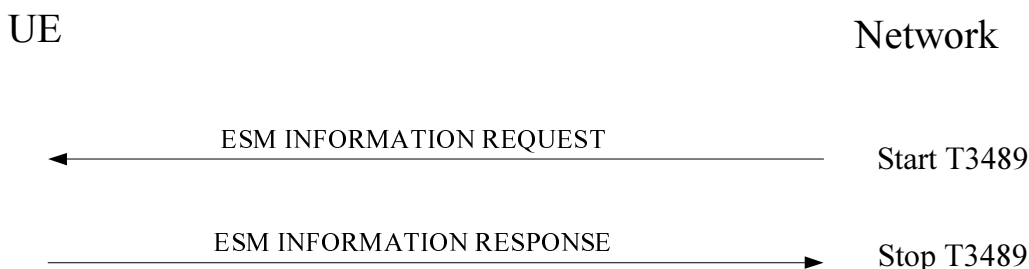 UE
Network
ESM INFORMATION REQUEST
Start T3489
ESM INFORMATION RESPONSE
Stop T3489